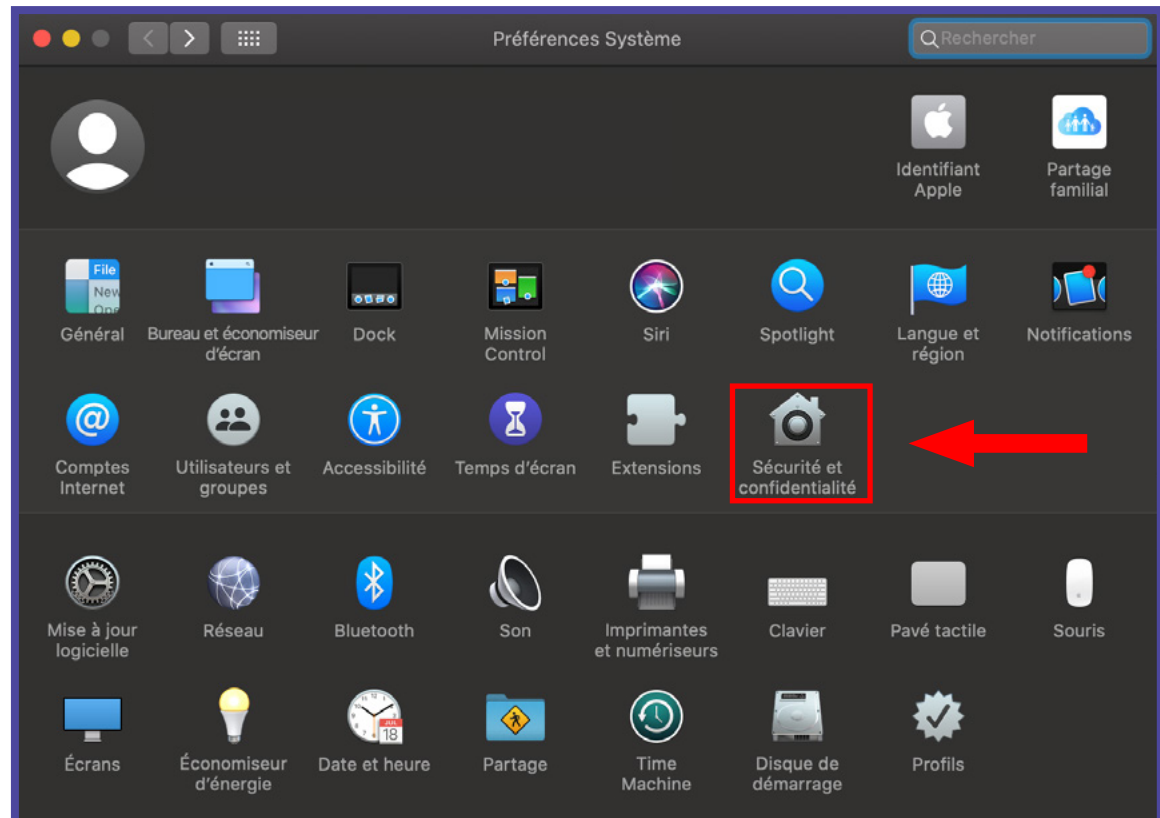 Préférences Système
Rechercher
Identifiant
Apple
Partage
familial
File
New
Général
Bureau et économiseur
d'écran
Dock
Mission
Control
Siri
Spotlight
Langue et
région
Notifications
Comptes
Internet
Utilisateurs et
groupes
Accessibilité
Temps d'écran
Extensions
Sécurité et
confidentialité
Mise à jour
logicielle
Réseau
Bluetooth
Son
Imprimantes
et numériseurs
Clavier
Pavé tactile
Souris
Écrans
Économiseur
d'énergie
JUL
18
Date et heure
Partage
Time
Machine
Disque de
démarrage
Profils